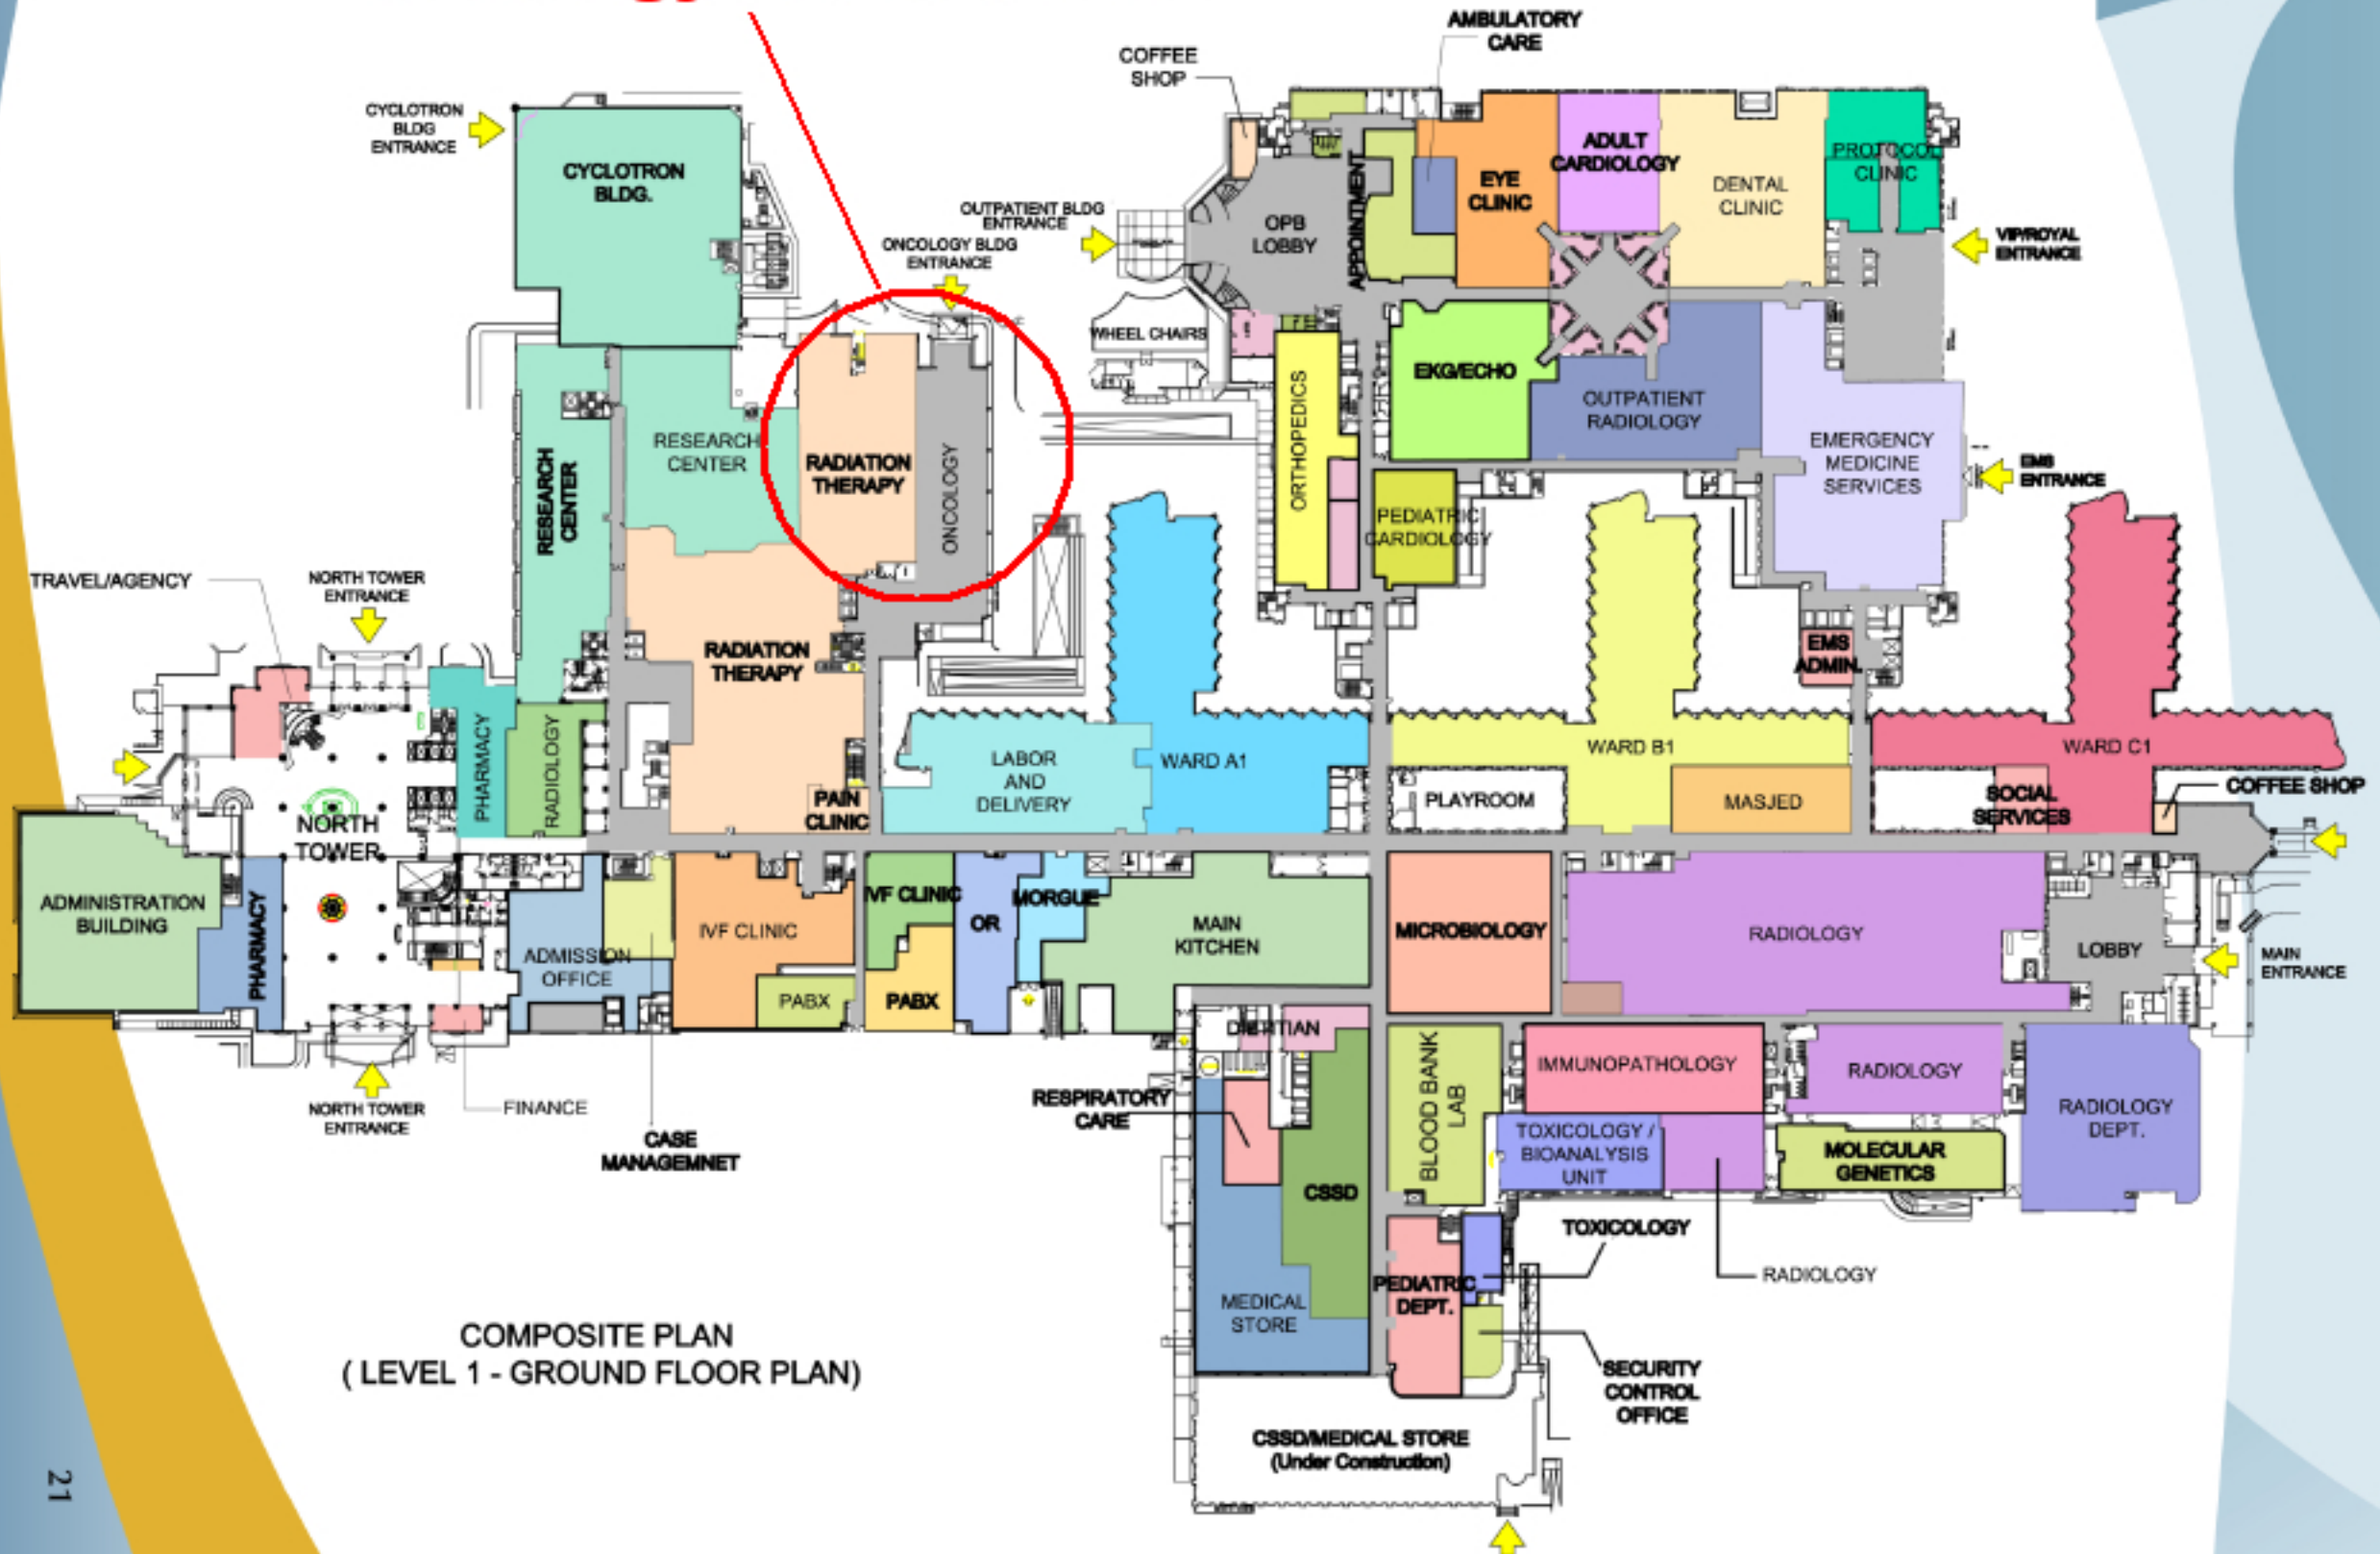 AMBULATORY
CARE
COFFEE
SHOP
CYCLOTRON
BLDG
ENTRANCE
CYCLOTRON
BLDG.
OUTPATIENT BLDG
ENTRANCE
ONCOLOGY BLDG
ENTRANCE
OPB
LOBBY
APPOINTMENT
EYE
CLINIC
ADULT
CARDIOLOGY
DENTAL
CLINIC
PROTOCOL
CLINIC
VIP/ROYAL
ENTRANCE
WHEEL CHAIRS
ORTHOPEDICS
EKG/ECHO
OUTPATIENT
RADIOLOGY
EMERGENCY
MEDICINE
SERVICES
EMS
ENTRANCE
RESEARCH
CENTER
RESEARCH
CENTER
RADIATION
THERAPY
ONCOLOGY
PEDIATRIC
CARDIOLOGY
TRAVEL/AGENCY
NORTH TOWER
ENTRANCE
RADIATION
THERAPY
EMS
ADMIN.
PHARMACY
RADIOLOGY
PAIN
CLINIC
LABOR
AND
DELIVERY
WARD A1
WARD B1
WARD C1
PLAYROOM
MASJED
SOCIAL
SERVICES
COFFEE SHOP
NORTH
TOWER
ADMINISTRATION
BUILDING
PHARMACY
ADMISSION
OFFICE
IVF CLINIC
PABX
IVF CLINIC
PABX
OR
MORGUE
MAIN
KITCHEN
MICROBIOLOGY
RADIOLOGY
LOBBY
MAIN
ENTRANCE
NORTH TOWER
ENTRANCE
FINANCE
CASE
MANAGEMNET
DIETITIAN
RESPIRATORY
CARE
CSSD
MEDICAL
STORE
BLOOD BANK
LAB
IMMUNOPATHOLOGY
RADIOLOGY
RADIOLOGY
DEPT.
TOXICOLOGY /
BIOANALYSIS
UNIT
MOLECULAR
GENETICS
TOXICOLOGY
RADIOLOGY
PEDIATRIC
DEPT.
SECURITY
CONTROL
OFFICE
CSSD/MEDICAL STORE
(Under Construction)
COMPOSITE PLAN
( LEVEL 1 - GROUND FLOOR PLAN)
21